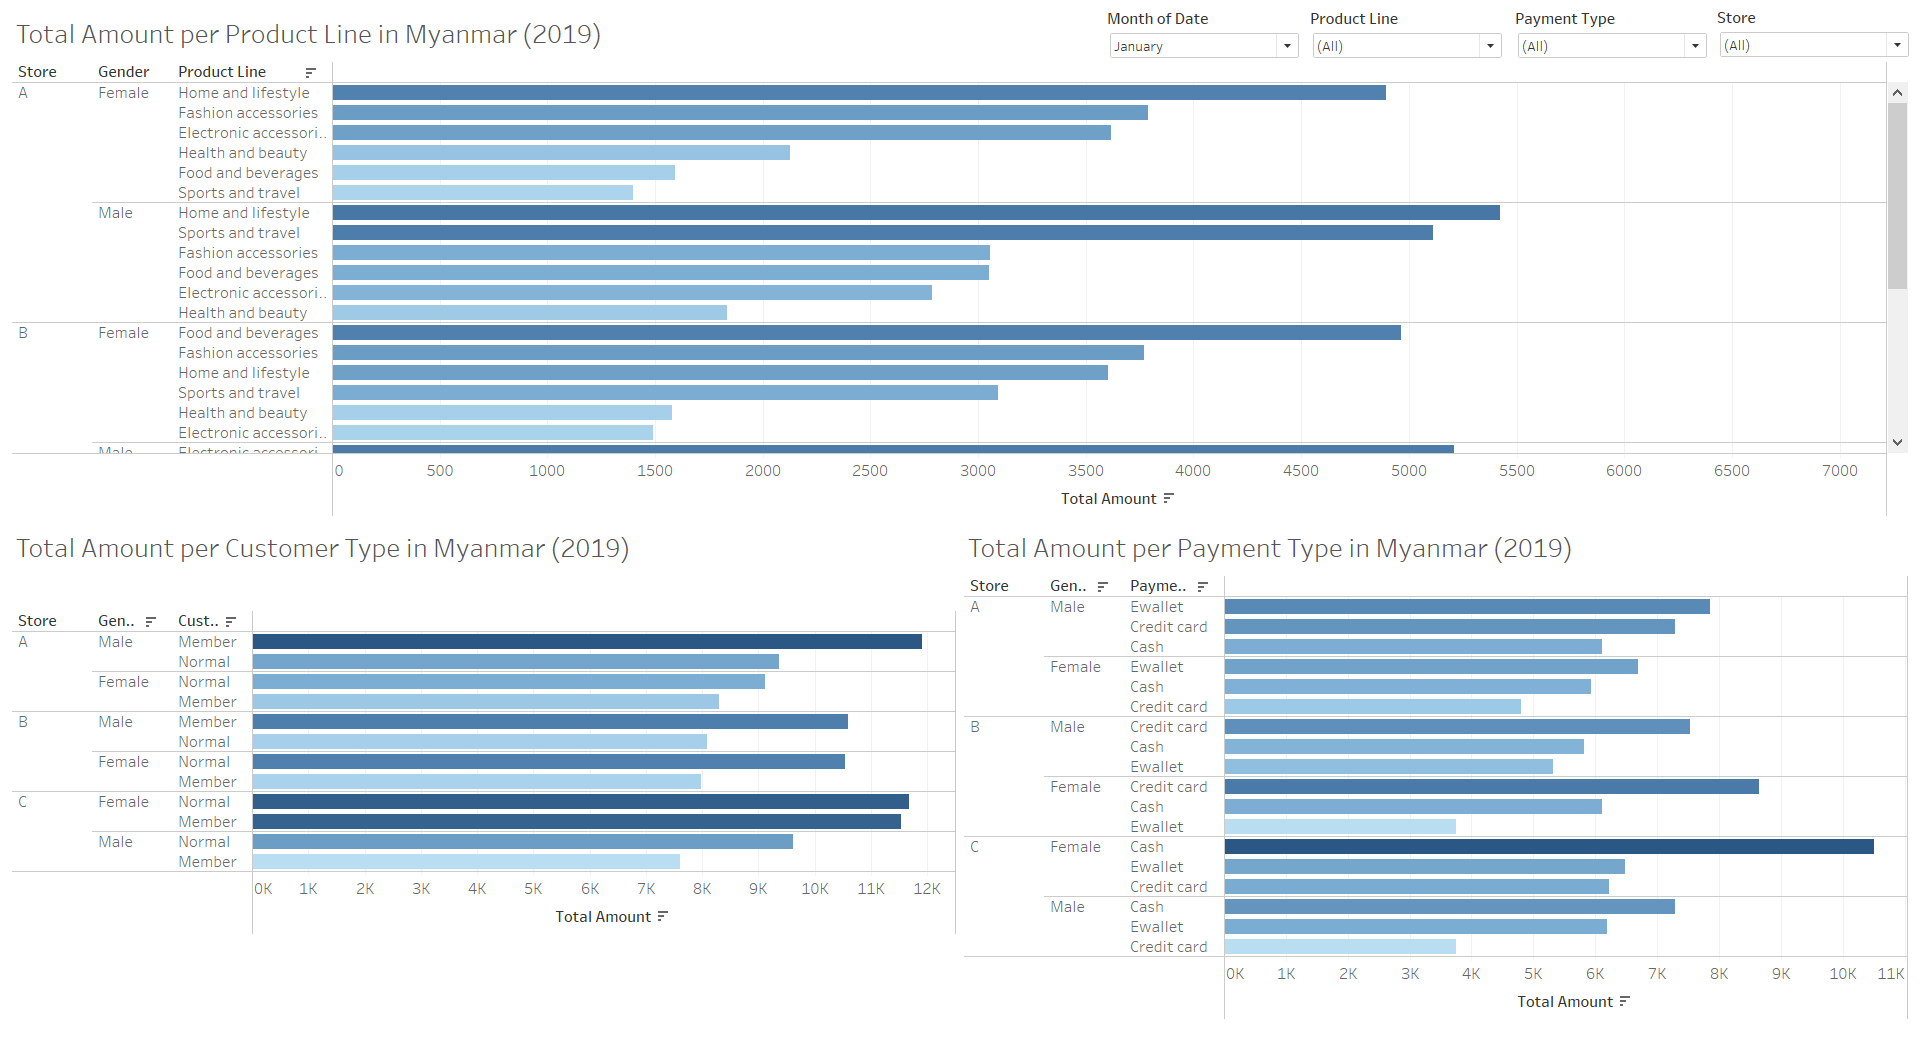 Total Amount per Product Line in Myanmar (2019)
Month of Date Product Line Payment Type Store
January (All) (All) (All)
Store Gender Product Line
A Female Home and lifestyle
Fashion accessories
Electronic accessori..
Health and beauty
Food and beverages
Sports and travel
Male Home and lifestyle
Sports and travel
Fashion accessories
Food and beverages
Electronic accessori..
Health and beauty
B Female Food and beverages
Fashion accessories
Home and lifestyle
Sports and travel
Health and beauty
Electronic accessori..
Male Electronic accessori..
0 500 1000 1500 2000 2500 3000 3500 4000 4500 5000 5500 6000 6500 7000
Total Amount
Total Amount per Customer Type in Myanmar (2019)
Store Gen.. Cust..
A Male Member
Normal
Female Normal
Member
B Male Member
Normal
Female Normal
Member
C Female Normal
Member
Male Normal
Member
0K 1K 2K 3K 4K 5K 6K 7K 8K 9K 10K 11K 12K
Total Amount
Total Amount per Payment Type in Myanmar (2019)
Store Gen.. Payme..
A Male Ewallet
Credit card
Cash
Female Ewallet
Cash
Credit card
B Male Credit card
Cash
Ewallet
Female Credit card
Cash
Ewallet
C Female Cash
Ewallet
Credit card
Male Cash
Ewallet
Credit card
0K 1K 2K 3K 4K 5K 6K 7K 8K 9K 10K 11K
Total Amount